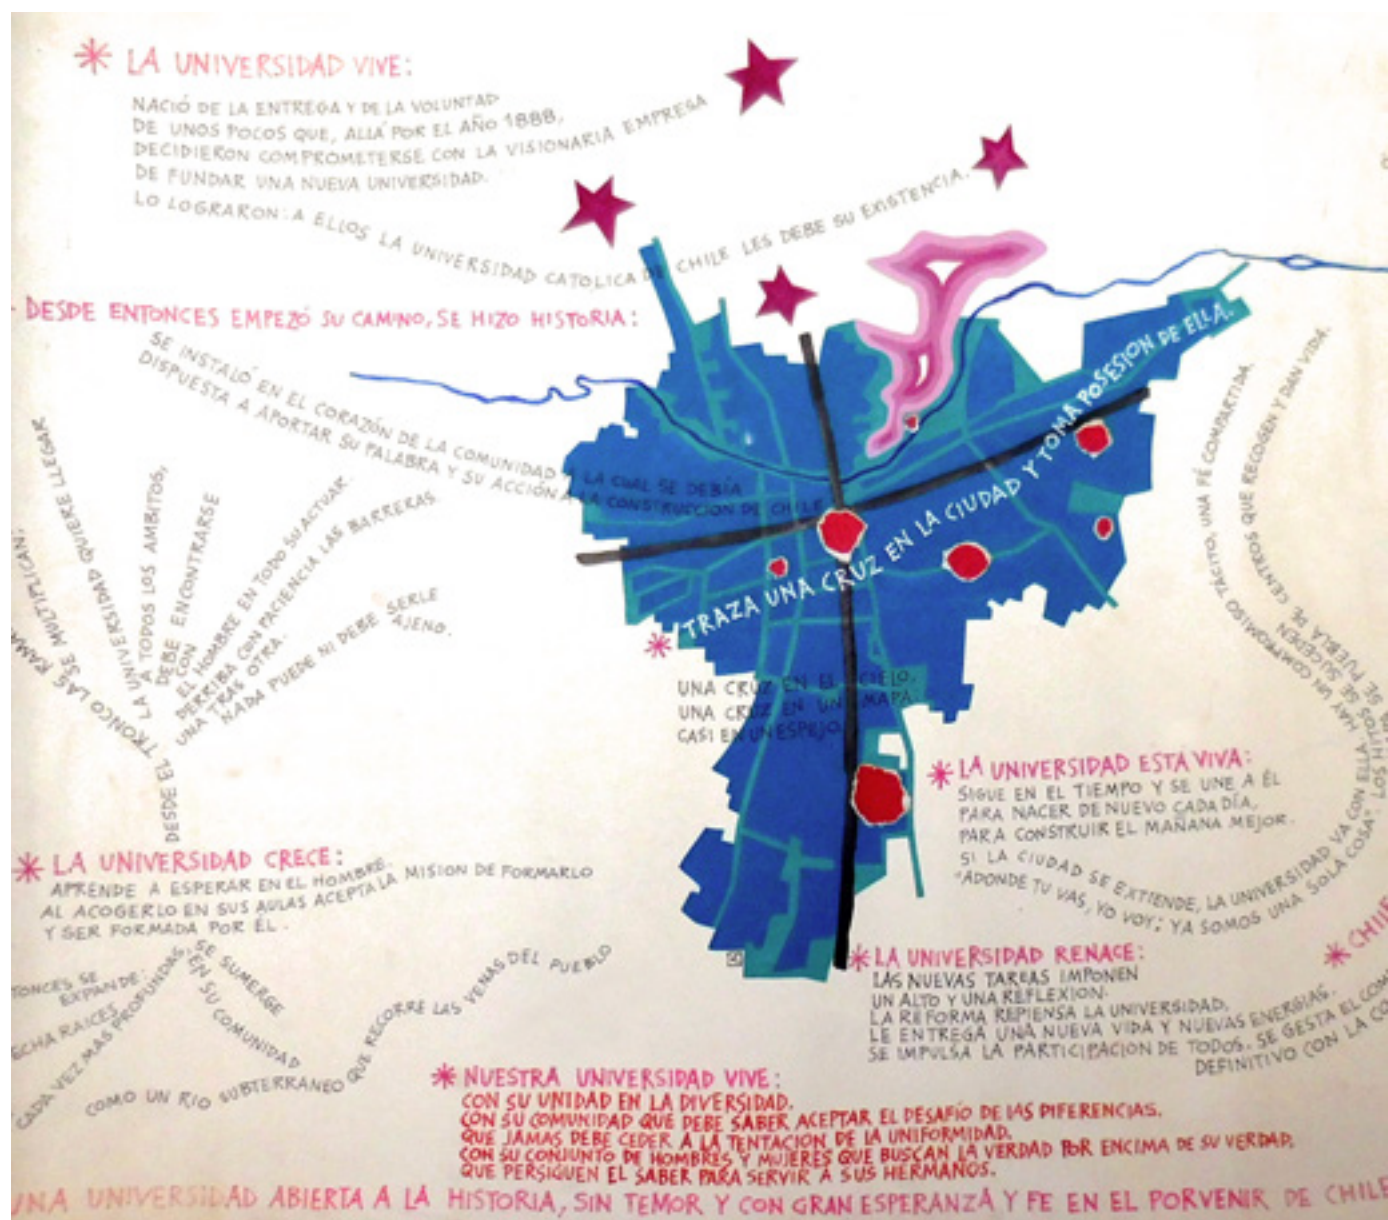 * LA UNIVERSIDAD VIVE:
NACIÓ DE LA ENTREGA Y DE LA VOLUNTAD
DE UNOS POCOS QUE, ALLÁ POR EL AÑO 1888,
DECIDIERON COMPROMETERSE CON LA VISIONARIA EMPRESA
DE FUNDAR UNA NUEVA UNIVERSIDAD.
LO LOGRARON: A ELLOS LA UNIVERSIDAD CATOLICA DE CHILE LES DEBE SU EXISTENCIA.
DESDE ENTONCES EMPEZÓ SU CAMINO, SE HIZO HISTORIA:
SE INSTALÓ EN EL CORAZÓN DE LA COMUNIDAD A LA CUAL SE DEBÍA
DISPUESTA A APORTAR SU PALABRA Y SU ACCIÓN A LA CONSTRUCCION DE CHILE
* TRAZA UNA CRUZ EN LA CIUDAD Y TOMA POSESION DE ELLA.
UNA CRUZ EN EL CIELO,
UNA CRUZ EN UN MAPA.
CASI EN UN ESPEJO.
DESDE EL TRONCO LAS RAMAS SE MULTIPLICAN.
LA UNIVERSIDAD QUIERE LLEGAR
A TODOS LOS AMBITOS,
DEBE ENCONTRARSE
CON
EL HOMBRE EN TODO SU ACTUAR.
DERRIBA CON PACIENCIA LAS BARRERAS
UNA TRAS OTRA.
NADA PUEDE NI DEBE SERLE
AJENO.
* LA UNIVERSIDAD CRECE:
APRENDE A ESPERAR EN EL HOMBRE.
AL ACOGERLO EN SUS AULAS ACEPTA LA MISION DE FORMARLO
Y SER FORMADA POR ÉL.
TONCES SE
EXPANDE:
ECHA RAICES
CADA VEZ MAS PROFUNDAS,
SE SUMERGE
EN SU COMUNIDAD
COMO UN RIO SUBTERRANEO QUE RECORRE LAS VENAS DEL PUEBLO
* LA UNIVERSIDAD ESTÁ VIVA:
SIGUE EN EL TIEMPO Y SE UNE A ÉL
PARA NACER DE NUEVO CADA DÍA,
PARA CONSTRUIR EL MAÑANA MEJOR.
SI LA CIUDAD SE EXTIENDE, LA UNIVERSIDAD VA CON ELLA. HAY UN COMPROMISO TÁCITO, UNA FÉ COMPARTIDA.
"ADONDE TU VAS, YO VOY; YA SOMOS UNA SOLA COSA". LOS HITOS SE SUCEDEN
SE PUEBLA DE CENTROS QUE RECOGEN Y DAN VIDA.
* LA UNIVERSIDAD RENACE:
LAS NUEVAS TAREAS IMPONEN
UN ALTO Y UNA REFLEXION.
LA REFORMA REPIENSA LA UNIVERSIDAD,
LE ENTREGA UNA NUEVA VIDA Y NUEVAS ENERGIAS.
SE IMPULSA LA PARTICIPACION DE TODOS. SE GESTA EL COM
DEFINITIVO CON LA CO
* CHILE
* NUESTRA UNIVERSIDAD VIVE:
CON SU UNIDAD EN LA DIVERSIDAD.
CON SU COMUNIDAD QUE DEBE SABER ACEPTAR EL DESAFÍO DE LAS DIFERENCIAS.
QUE JAMAS DEBE CEDER A LA TENTACION DE LA UNIFORMIDAD.
CON SU CONJUNTO DE HOMBRES Y MUJERES QUE BUSCAN LA VERDAD POR ENCIMA DE SU VERDAD,
QUE PERSIGUEN EL SABER PARA SERVIR A SUS HERMANOS.
UNA UNIVERSIDAD ABIERTA A LA HISTORIA, SIN TEMOR Y CON GRAN ESPERANZA Y FE EN EL PORVENIR DE CHILE